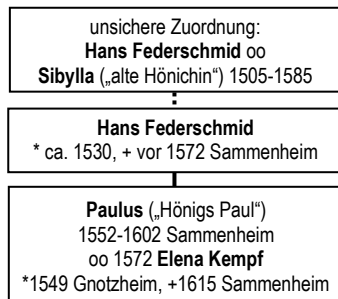 unsichere Zuordnung:
Hans Federschmid oo
Sibylla („alte Hönichin“) 1505-1585
Hans Federschmid
* ca. 1530, + vor 1572 Sammenheim
Paulus („Hönigs Paul“)
1552-1602 Sammenheim
oo 1572 Elena Kempf
*1549 Gnotzheim, +1615 Sammenheim